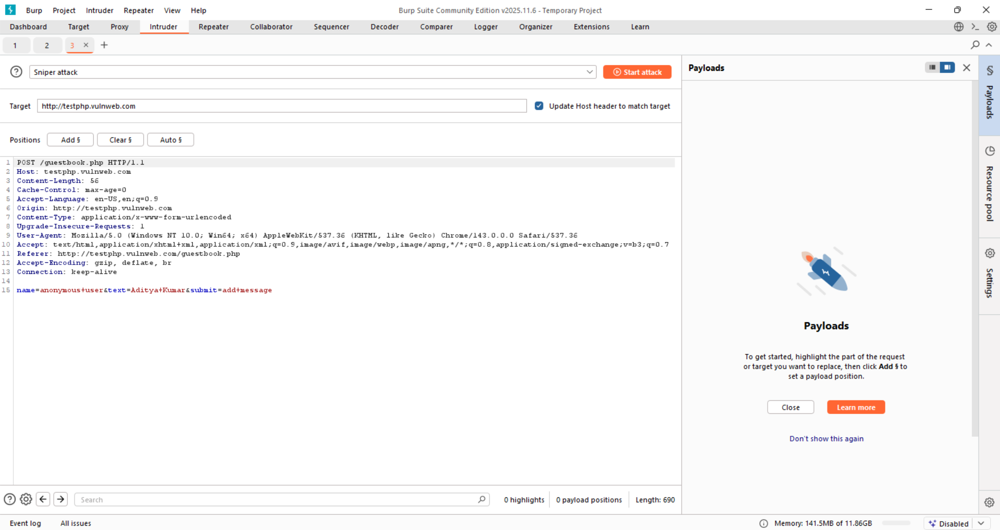 Burp Project Intruder Repeater View Help
Burp Suite Community Edition v2025.11.6 - Temporary Project
Dashboard Target Proxy Intruder Repeater Collaborator Sequencer Decoder Comparer Logger Organizer Extensions Learn
1 2 3 × +
Sniper attack
Start attack
Target http://testphp.vulnweb.com
Update Host header to match target
Positions Add § Clear § Auto §
1 POST /guestbook.php HTTP/1.1
2 Host: testphp.vulnweb.com
3 Content-Length: 56
4 Cache-Control: max-age=0
5 Accept-Language: en-US,en;q=0.9
6 Origin: http://testphp.vulnweb.com
7 Content-Type: application/x-www-form-urlencoded
8 Upgrade-Insecure-Requests: 1
9 User-Agent: Mozilla/5.0 (Windows NT 10.0; Win64; x64) AppleWebKit/537.36 (KHTML, like Gecko) Chrome/143.0.0.0 Safari/537.36
10 Accept: text/html,application/xhtml+xml,application/xml;q=0.9,image/avif,image/webp,image/apng,*/*;q=0.8,application/signed-exchange;v=b3;q=0.7
11 Referer: http://testphp.vulnweb.com/guestbook.php
12 Accept-Encoding: gzip, deflate, br
13 Connection: keep-alive
14
15 name=anonymous+user&text=Aditya+Kumar&submit=add+message
Search
0 highlights
0 payload positions
Length: 690
Payloads
Payloads
To get started, highlight the part of the request
or target you want to replace, then click Add § to
set a payload position.
Close
Learn more
Don't show this again
§ Payloads
Resource pool
Settings
Event log All issues
Memory: 141.5MB of 11.86GB
Disabled